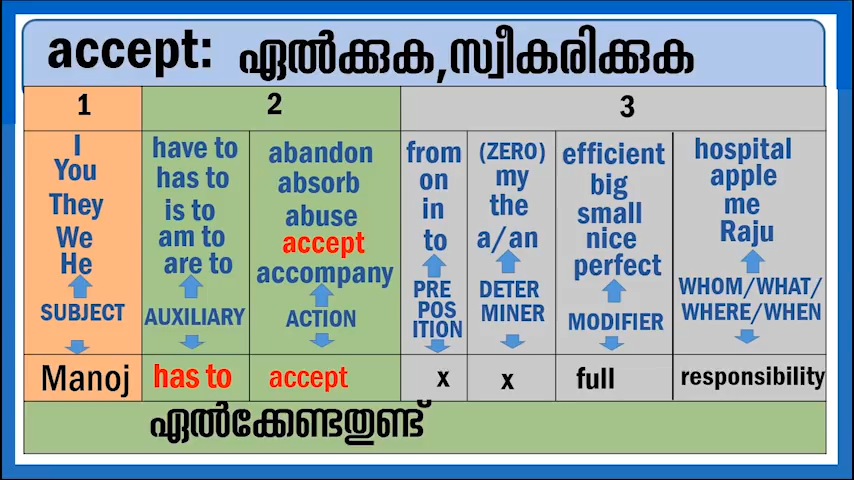 accept: ഏൽക്കുക,സ്വീകരിക്കുക
1 2 3
I
You
They
We
He
SUBJECT
have to
has to
is to
am to
are to
AUXILIARY
abandon
absorb
abuse
accept
accompany
ACTION
from
on
in
to
PRE
POS
ITION
(ZERO)
my
the
a/an
DETER
MINER
efficient
big
small
nice
perfect
MODIFIER
hospital
apple
me
Raju
WHOM/WHAT/
WHERE/WHEN
Manoj has to accept x x full responsibility
ഏൽക്കേണ്ടതുണ്ട്